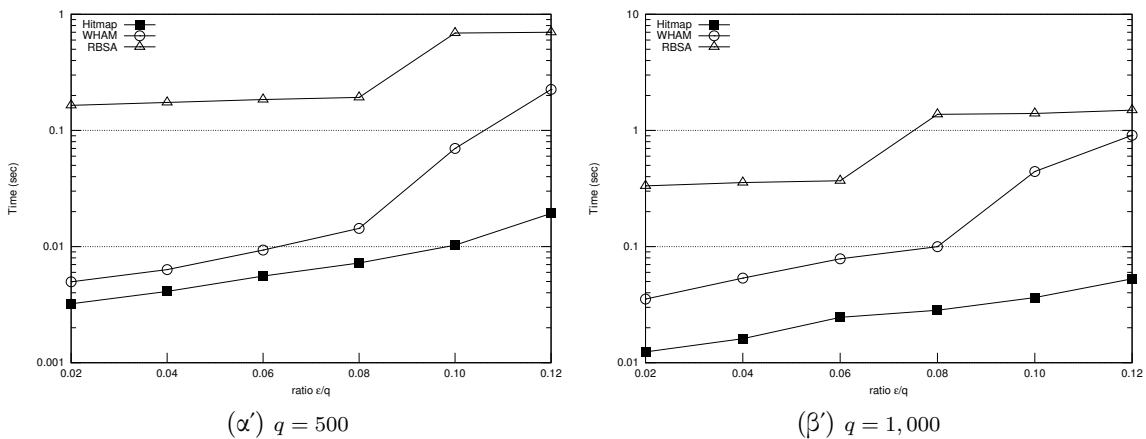 Hitmap
WHAM
RBSA
1
0.1
0.01
0.001
Time (sec)
0.02 0.04 0.06 0.08 0.10 0.12
ratio ε/q
(α′) q = 500
Hitmap
WHAM
RBSA
10
1
0.1
0.01
Time (sec)
0.02 0.04 0.06 0.08 0.10 0.12
ratio ε/q
(β′) q = 1, 000